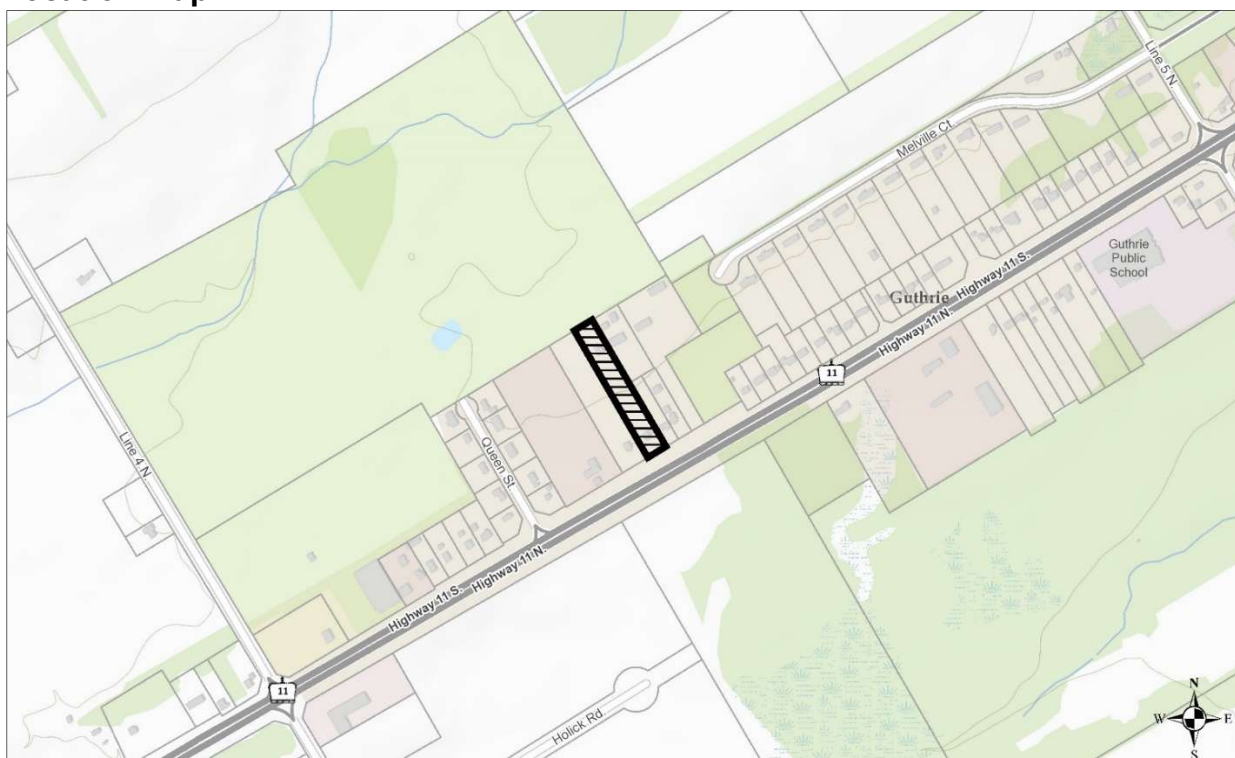 Line 5 N.
Melville Ct.
Guthrie
Public
School
Guthrie
Highway 11 S.
Highway 11 N.
11
Line 4 N.
Queen St
Highway 11 S.
Highway 11 N.
11
Holick Rd.
N
W
E
S